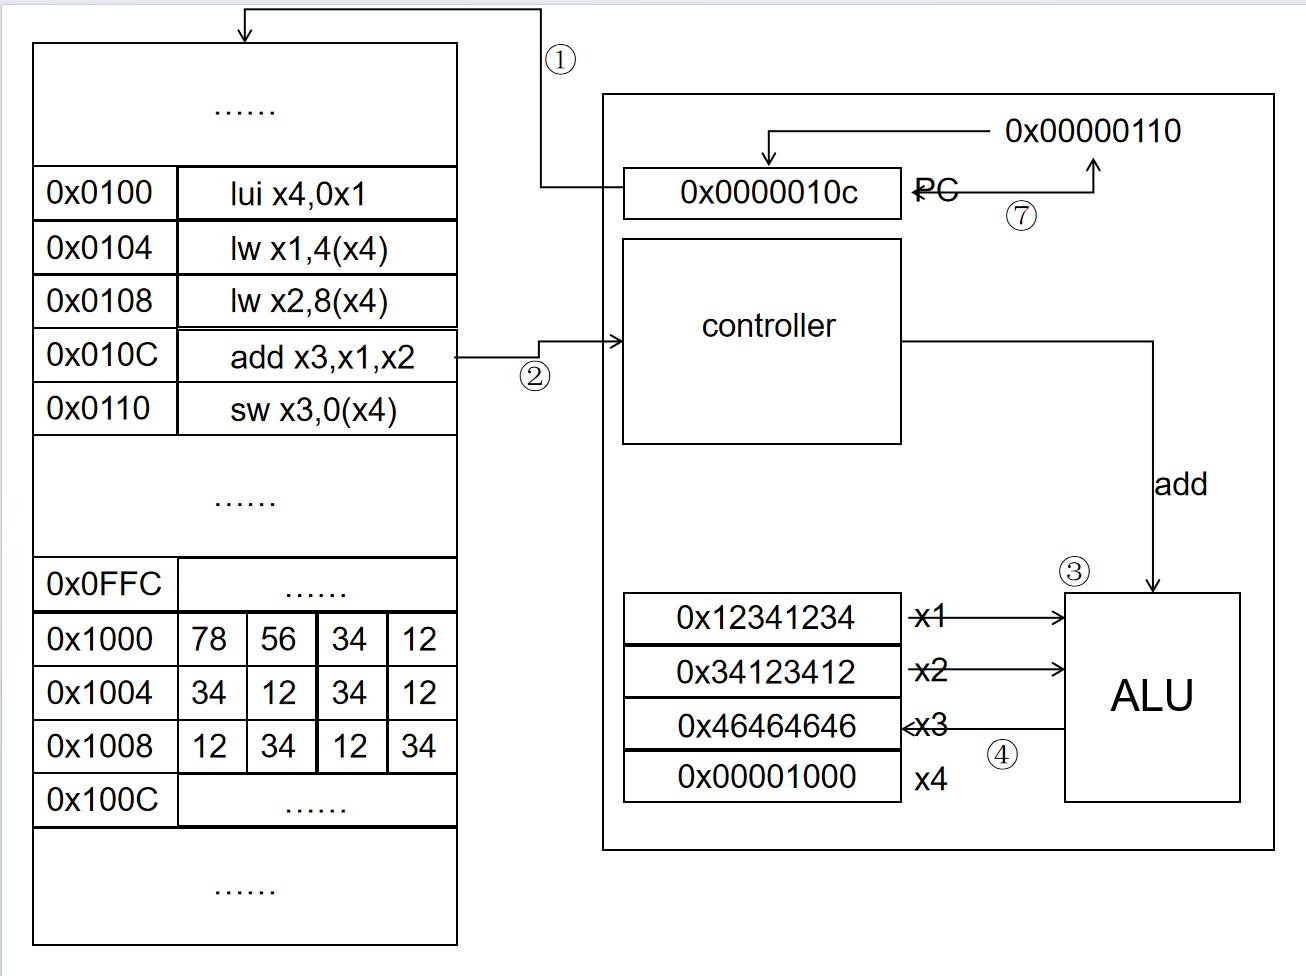 ①
……
0x00000110
0x0100 lui x4,0x1
0x0000010c PC
⑦
0x0104 lw x1,4(x4)
0x0108 lw x2,8(x4)
controller
0x010C add x3,x1,x2
②
0x0110 sw x3,0(x4)
add
……
③
0x0FFC ……
0x12341234 x1
0x1000 78 56 34 12
0x34123412 x2
0x1004 34 12 34 12
ALU
0x46464646 x3
④
0x1008 12 34 12 34
0x00001000 x4
0x100C ……
……